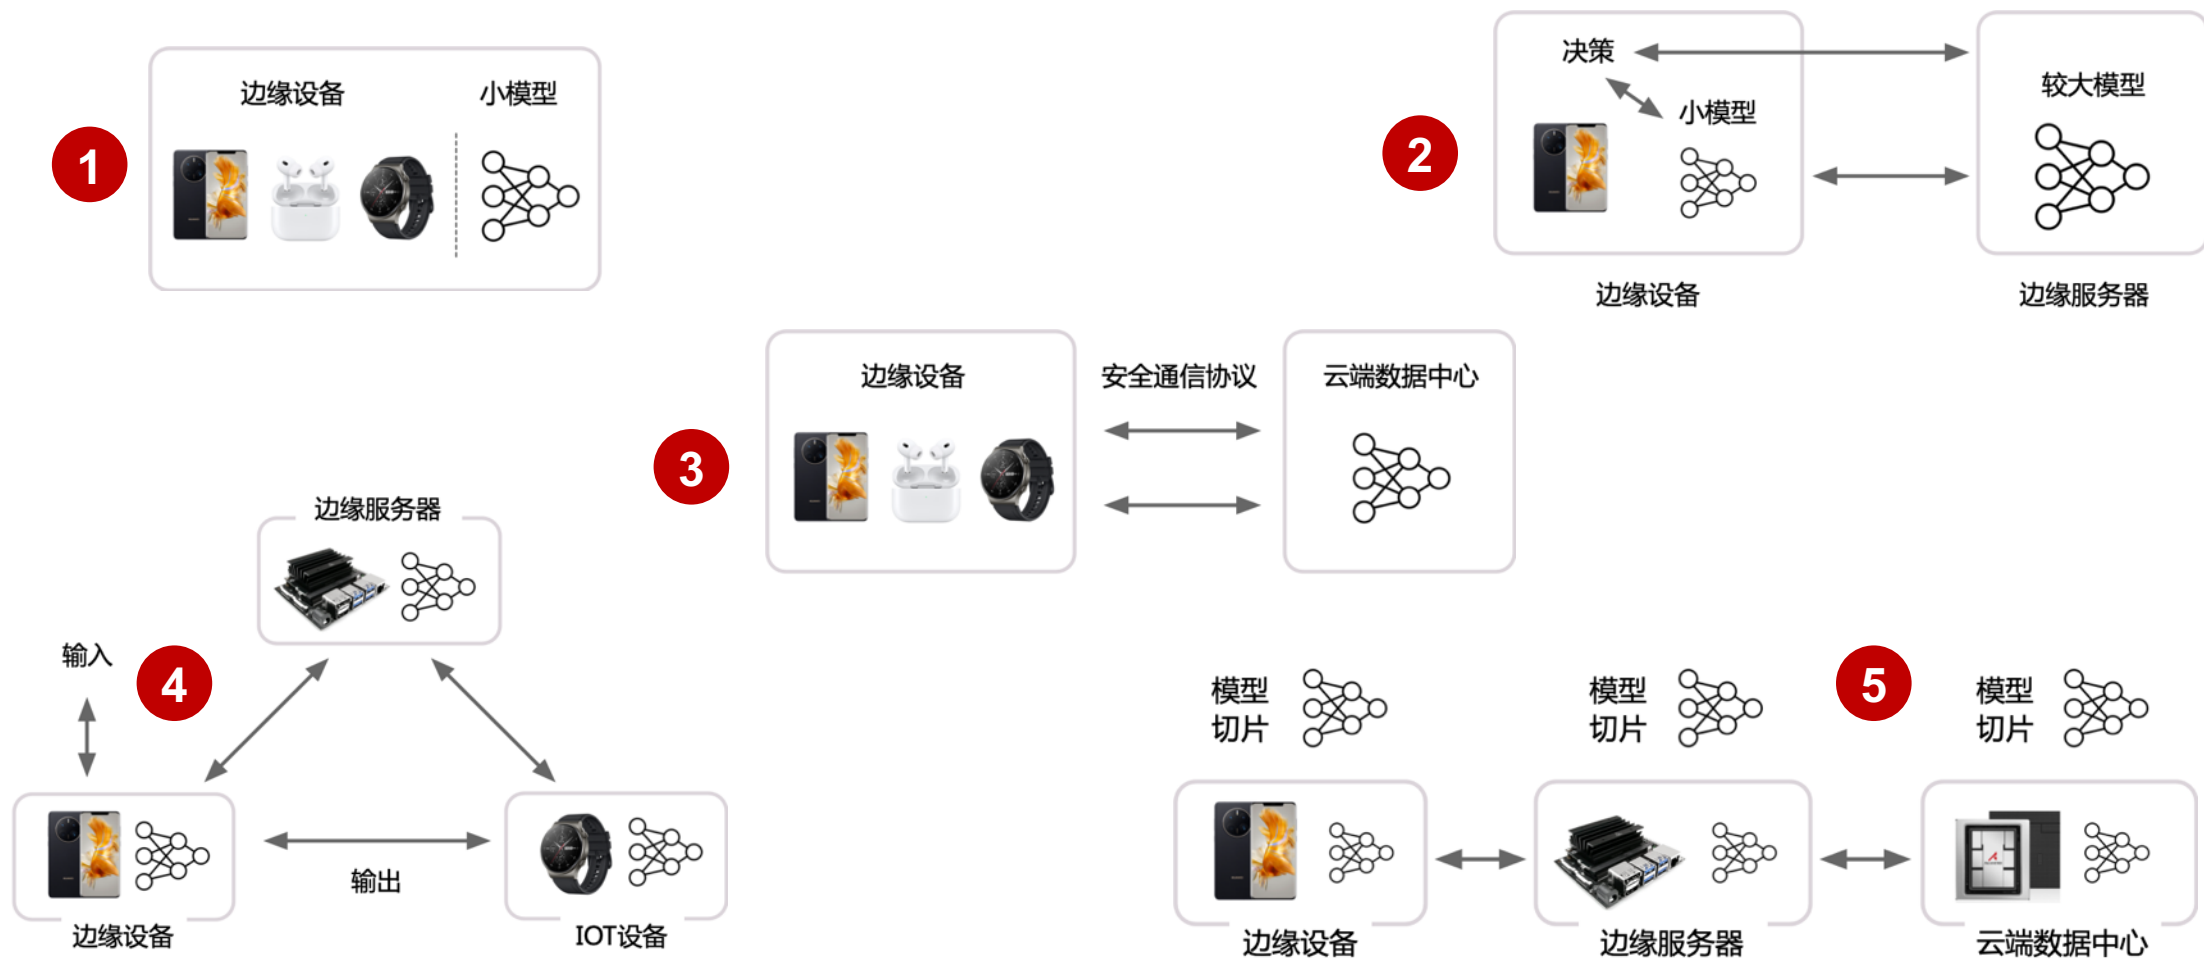 1
边缘设备
小模型
2
决策
小模型
较大模型
边缘设备
边缘服务器
3
边缘设备
安全通信协议
云端数据中心
4
边缘服务器
输入
输出
边缘设备
IOT设备
5
模型
切片
模型
切片
模型
切片
边缘设备
边缘服务器
云端数据中心